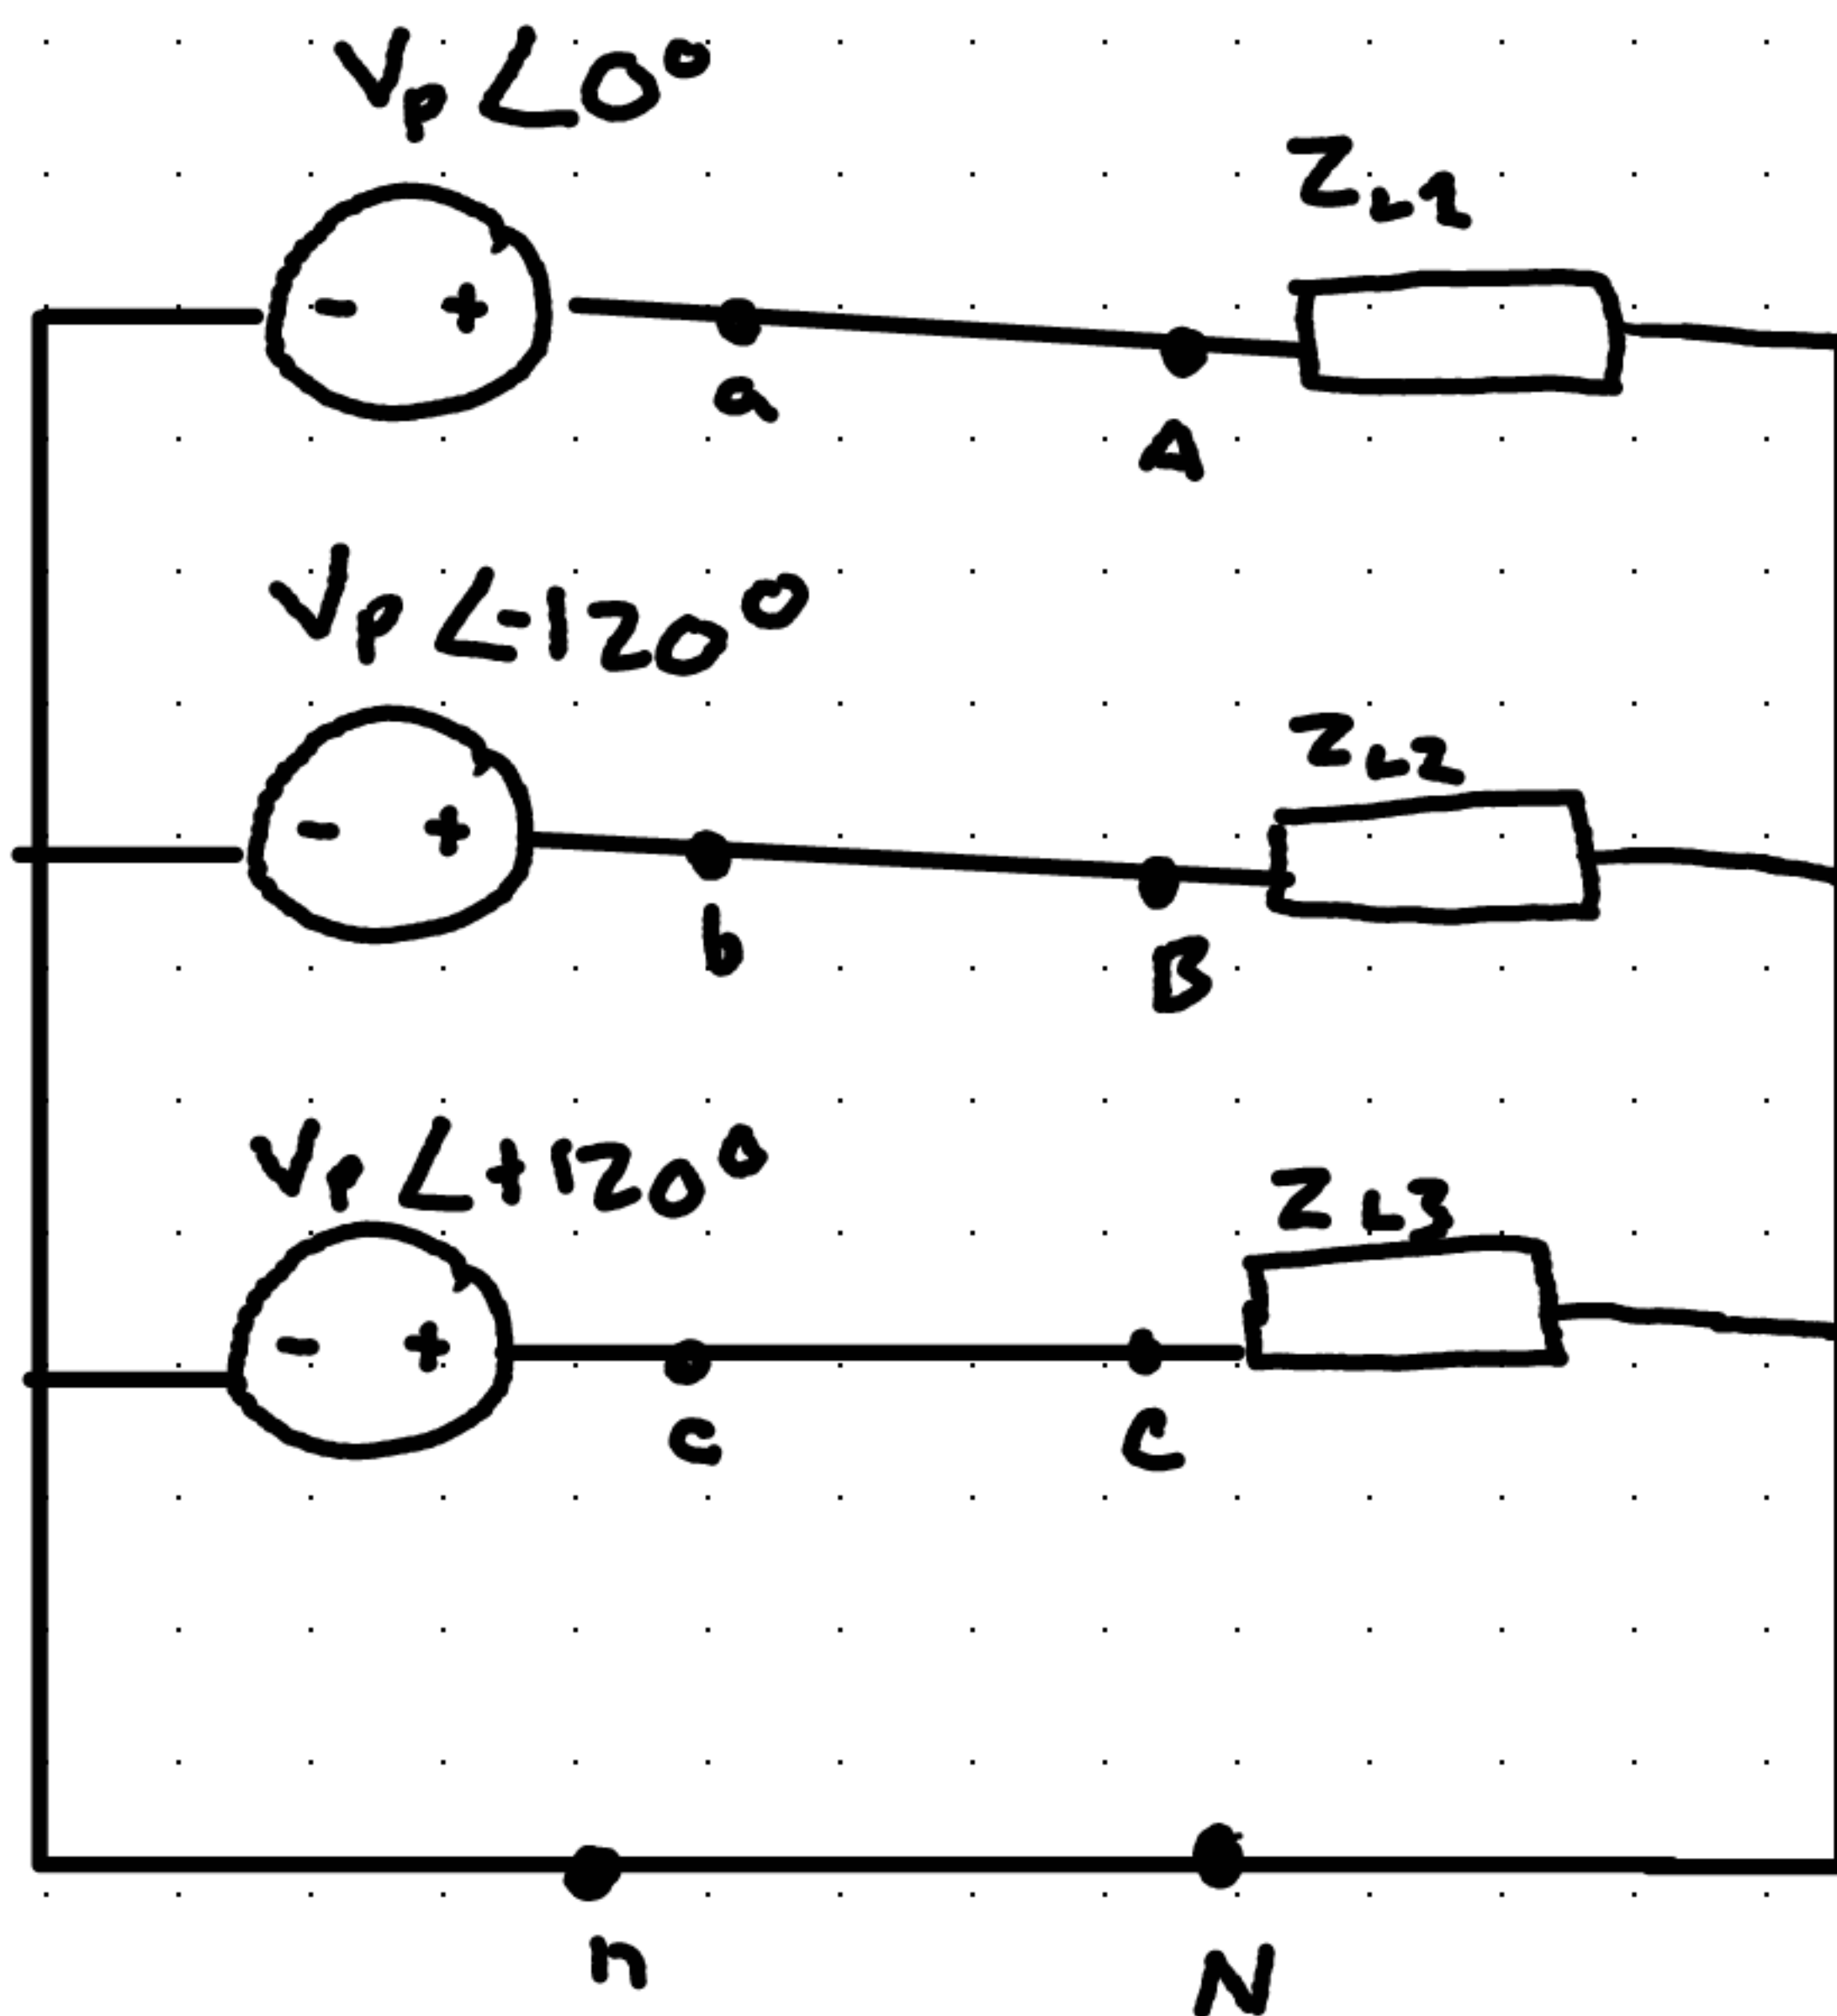 Vp ∠0°
ZL1
- +
a
A
Vp ∠-120°
ZL2
- +
b
B
Vp ∠+120°
ZL3
- +
c
C
n
N